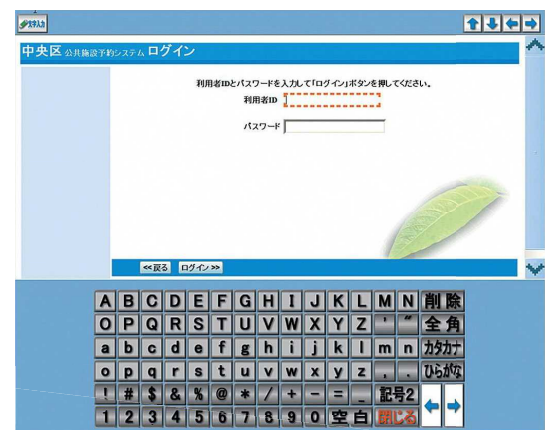 文字入力
中央区 公共施設予約システム ログイン
利用者IDとパスワードを入力して「ログイン」ボタンを押してください。
利用者ID
パスワード
<<戻る ログイン >>
A B C D E F G H I J K L M N 削除
O P Q R S T U V W X Y Z ' " 全角
a b c d e f g h i j k l m n カタカナ
o p q r s t u v w x y z , . ひらがな
! # $ & % @ * / + - = _ 記号2
1 2 3 4 5 6 7 8 9 0 空白 閉じる